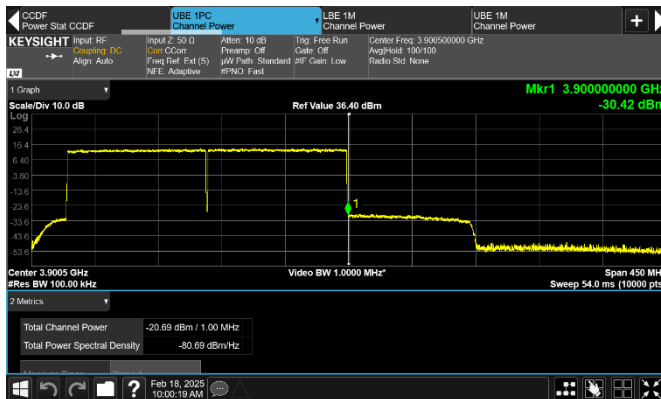 CCDF
Power Stat CCDF
UBE 1PC
Channel Power
LBE 1M
Channel Power
UBE 1M
Channel Power
+
KEYSIGHT
Input: RF
Coupling: DC
Align: Auto
Input Z: 50 Ω
Corr CCorr
Freq Ref: Ext (S)
NFE: Adaptive
Atten: 10 dB
Preamp: Off
µW Path: Standard
#PNO: Fast
Trig: Free Run
Gate: Off
#IF Gain: Low
Center Freq: 3.900500000 GHz
Avg|Hold: 100/100
Radio Std: None
LXI
1 Graph
Mkr1 3.900000000 GHz
Scale/Div 10.0 dB
Ref Value 36.40 dBm
-30.42 dBm
Log
26.4
16.4
6.40
-3.60
-13.6
-23.6
-33.6
-43.6
-53.6
1
Center 3.9005 GHz
Video BW 1.0000 MHz*
Span 450 MH
#Res BW 100.00 kHz
Sweep 54.0 ms (10000 pts
2 Metrics
Total Channel Power
-20.69 dBm / 1.00 MHz
Total Power Spectral Density
-80.69 dBm/Hz
?
Feb 18, 2025
10:00:19 AM